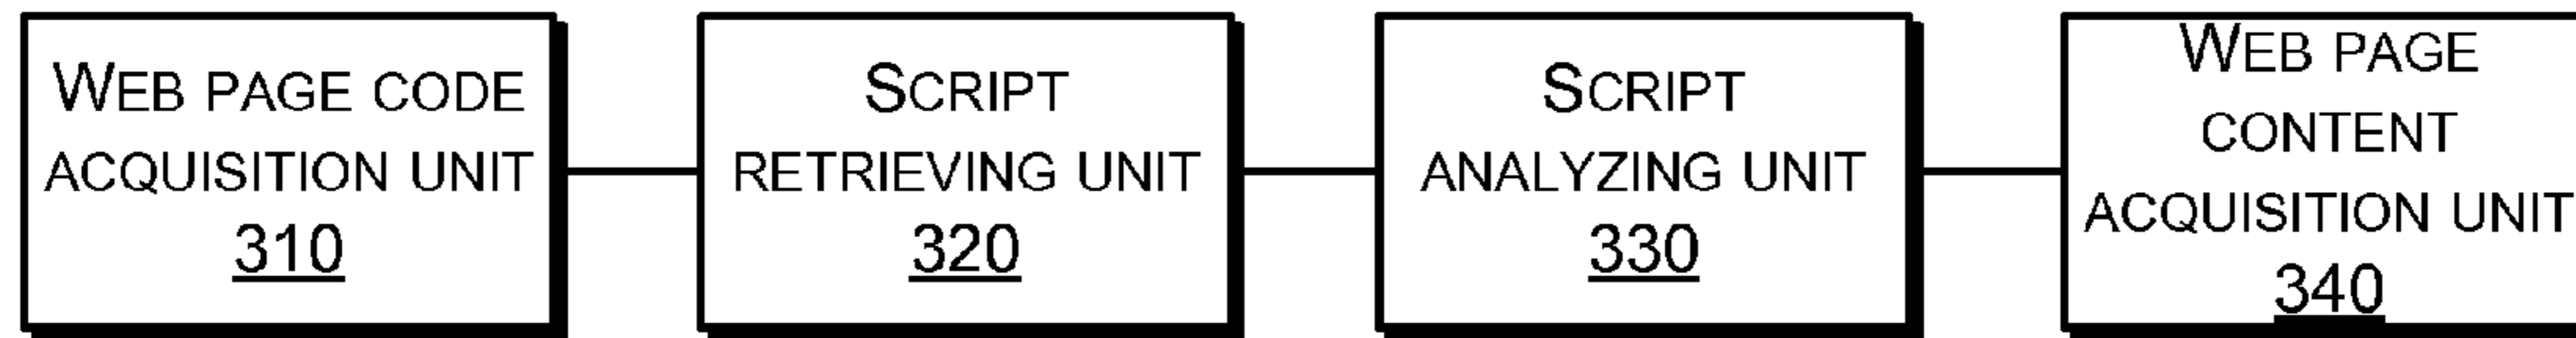 WEB PAGE CODE
ACQUISITION UNIT
310
SCRIPT
RETRIEVING UNIT
320
SCRIPT
ANALYZING UNIT
330
WEB PAGE
CONTENT
ACQUISITION UNIT
340